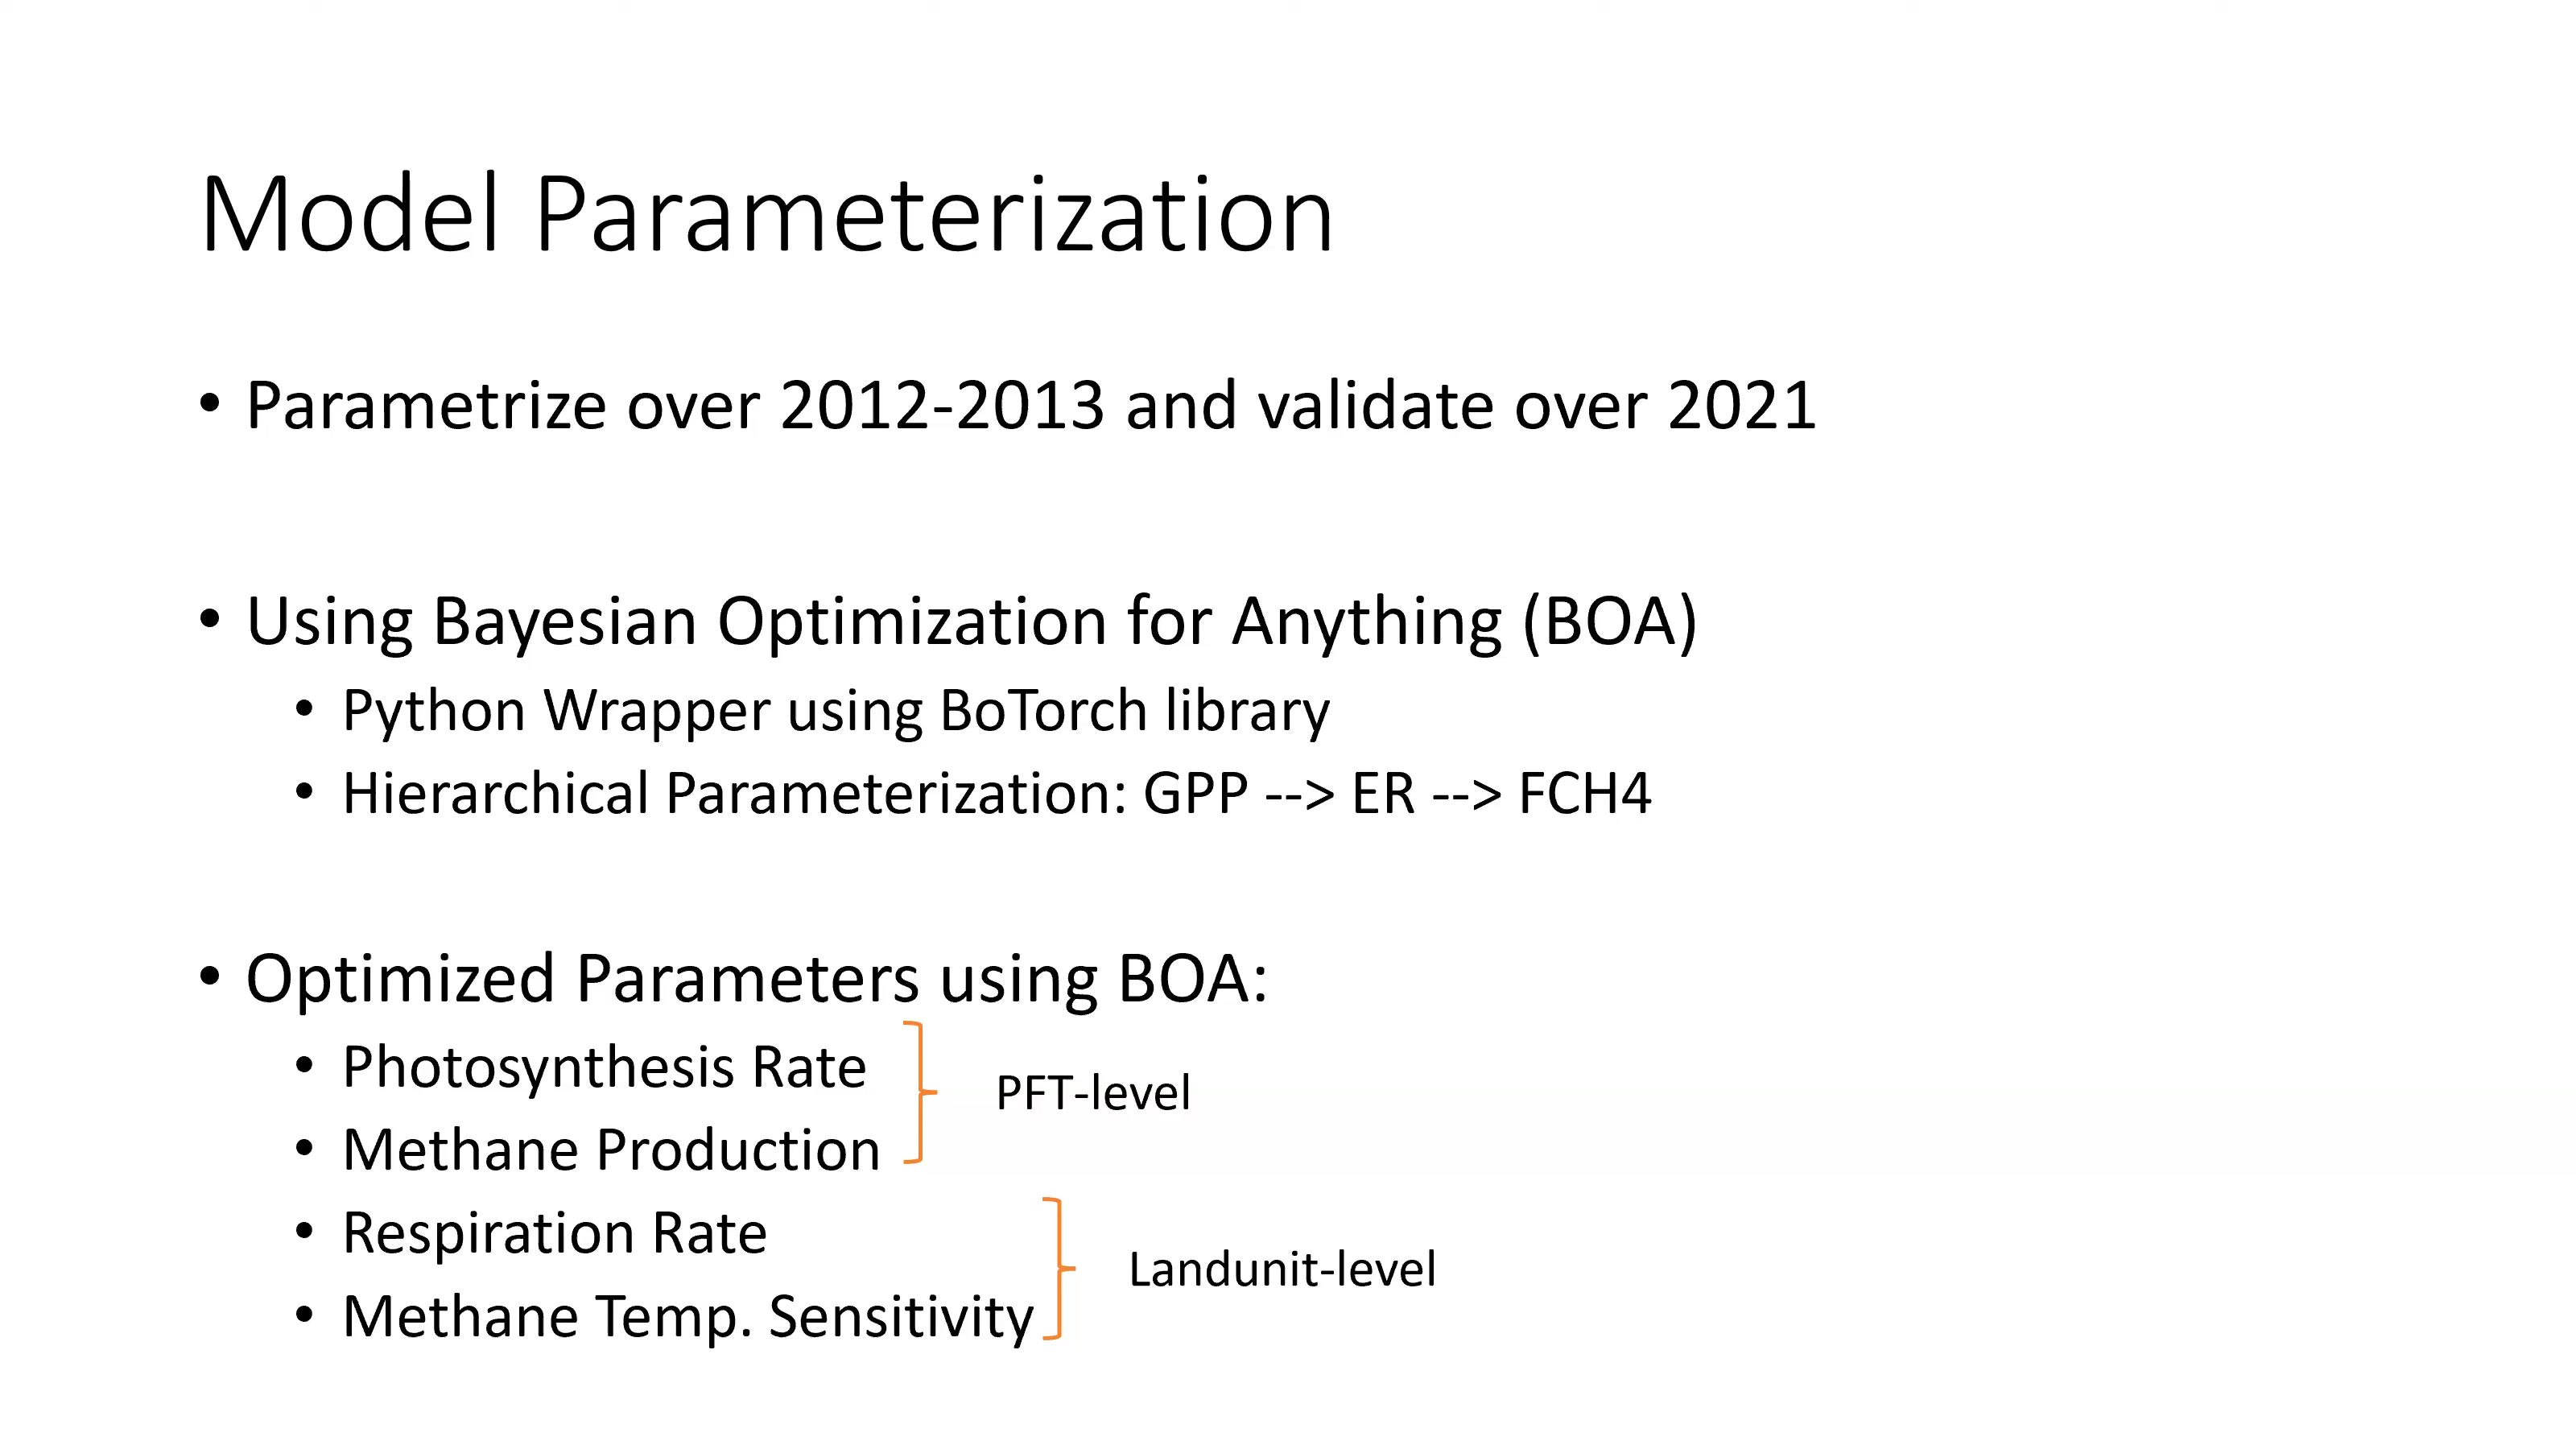 Model Parameterization
• Parametrize over 2012-2013 and validate over 2021
• Using Bayesian Optimization for Anything (BOA)
• Python Wrapper using BoTorch library
• Hierarchical Parameterization: GPP --> ER --> FCH4
• Optimized Parameters using BOA:
• Photosynthesis Rate
PFT-level
• Methane Production
• Respiration Rate
Landunit-level
• Methane Temp. Sensitivity